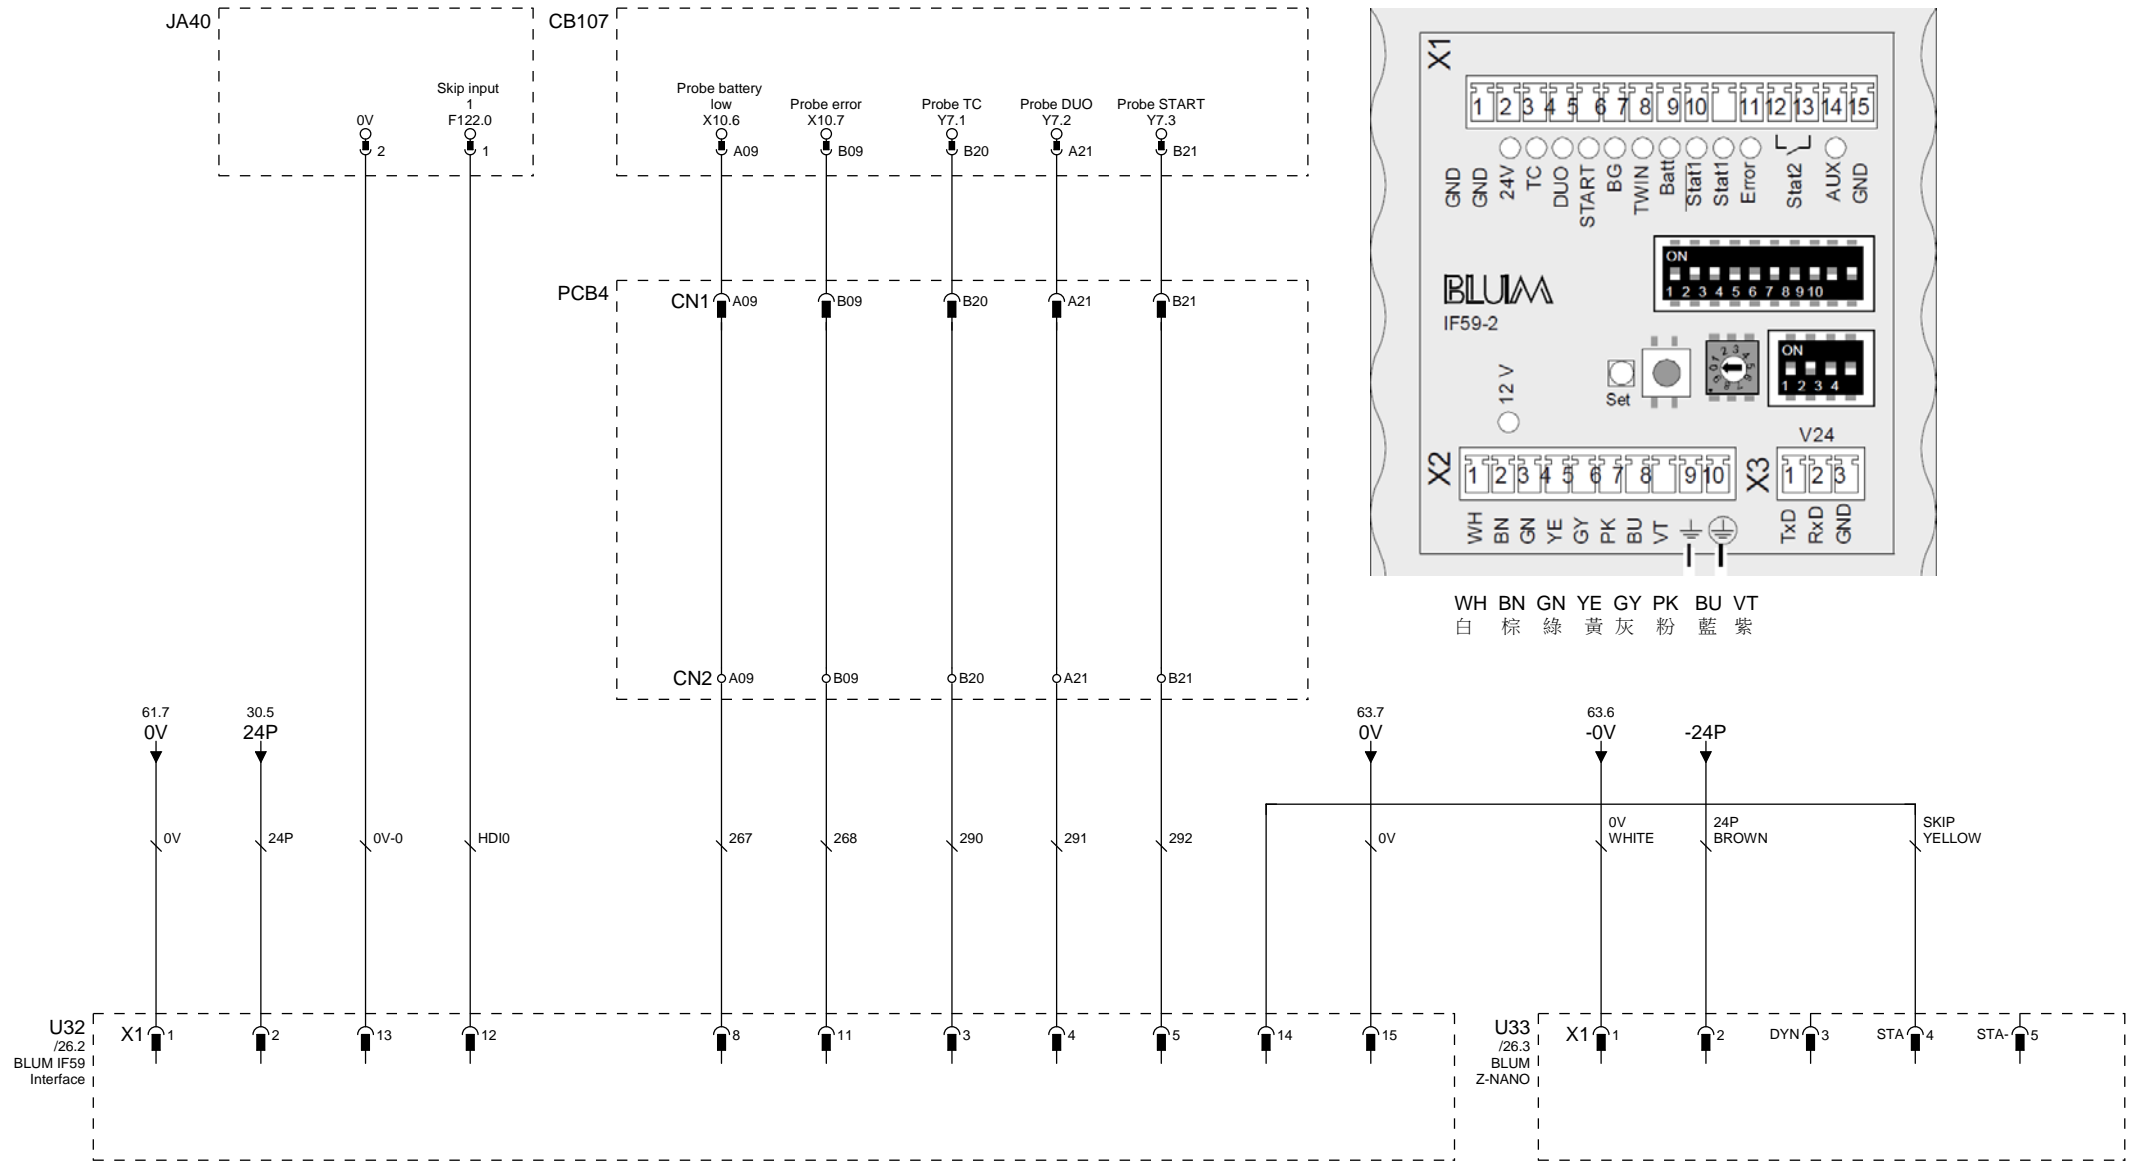 JA40
CB107
Skip input
1
F122.0
0V
2
1
Probe battery
low
X10.6
Probe error
X10.7
Probe TC
Y7.1
Probe DUO
Y7.2
Probe START
Y7.3
A09
B09
B20
A21
B21
PCB4
CN1
A09
B09
B20
A21
B21
CN2
A09
B09
B20
A21
B21
X1
1 2 3 4 5 6 7 8 9 10 11 12 13 14 15
GND GND 24V TC DUO START BG TWIN Batt Stat1 Stat1 Error Stat2 AUX GND
ON
1 2 3 4 5 6 7 8 9 10
BLUM
IF59-2
12 V
Set
0 1 2 3 4 5 6 7 8 9
ON
1 2 3 4
V24
X2
1 2 3 4 5 6 7 8 9 10
X3
1 2 3
WH BN GN YE GY PK BU VT
TxD RxD GND
WH BN GN YE GY PK BU VT
白 棕 綠 黃 灰 粉 藍 紫
61.7
0V
30.5
24P
63.7
0V
63.6
-0V
-24P
0V
24P
0V-0
HDI0
267
268
290
291
292
0V
0V
WHITE
24P
BROWN
SKIP
YELLOW
U32
/26.2
BLUM IF59
Interface
X1
1
2
13
12
8
11
3
4
5
14
15
U33
/26.3
BLUM
Z-NANO
X1
1
2
DYN 3
STA 4
STA- 5